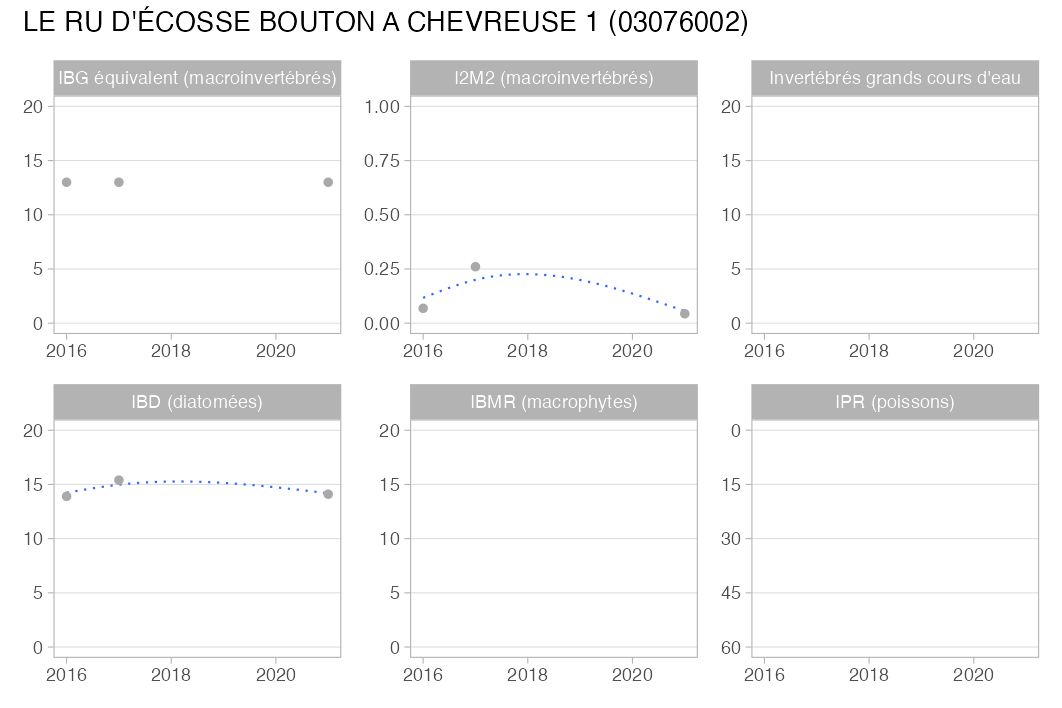 LE RU D'ÉCOSSE BOUTON A CHEVREUSE 1 (03076002)
IBG équivalent (macroinvertébrés)
20
15
10
5
0
2016 2018 2020
I2M2 (macroinvertébrés)
1.00
0.75
0.50
0.25
0.00
2016 2018 2020
Invertébrés grands cours d'eau
20
15
10
5
0
2016 2018 2020
IBD (diatomées)
20
15
10
5
0
2016 2018 2020
IBMR (macrophytes)
20
15
10
5
0
2016 2018 2020
IPR (poissons)
0
15
30
45
60
2016 2018 2020